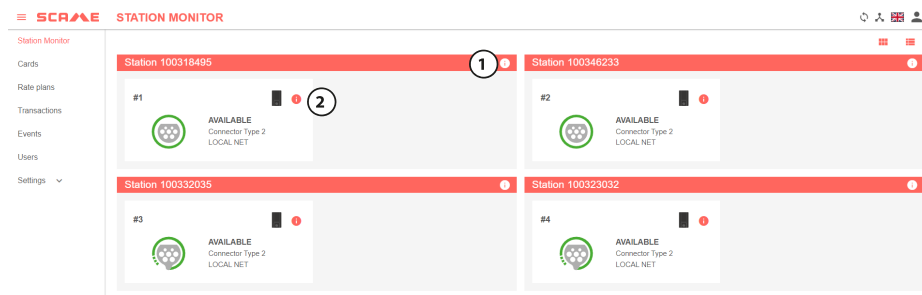 SCAME STATION MONITOR
Station Monitor
Cards
Rate plans
Transactions
Events
Users
Settings
Station 100318495 1
#1 2
AVAILABLE
Connector Type 2
LOCAL NET
Station 100346233
#2
AVAILABLE
Connector Type 2
LOCAL NET
Station 100332035
#3
AVAILABLE
Connector Type 2
LOCAL NET
Station 100323032
#4
AVAILABLE
Connector Type 2
LOCAL NET